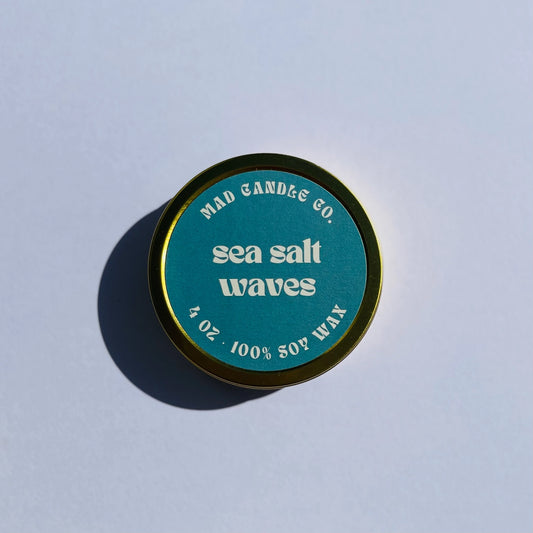 MAD CANDLE CO.
sea salt
waves
4 OZ · 100% SOY WAX